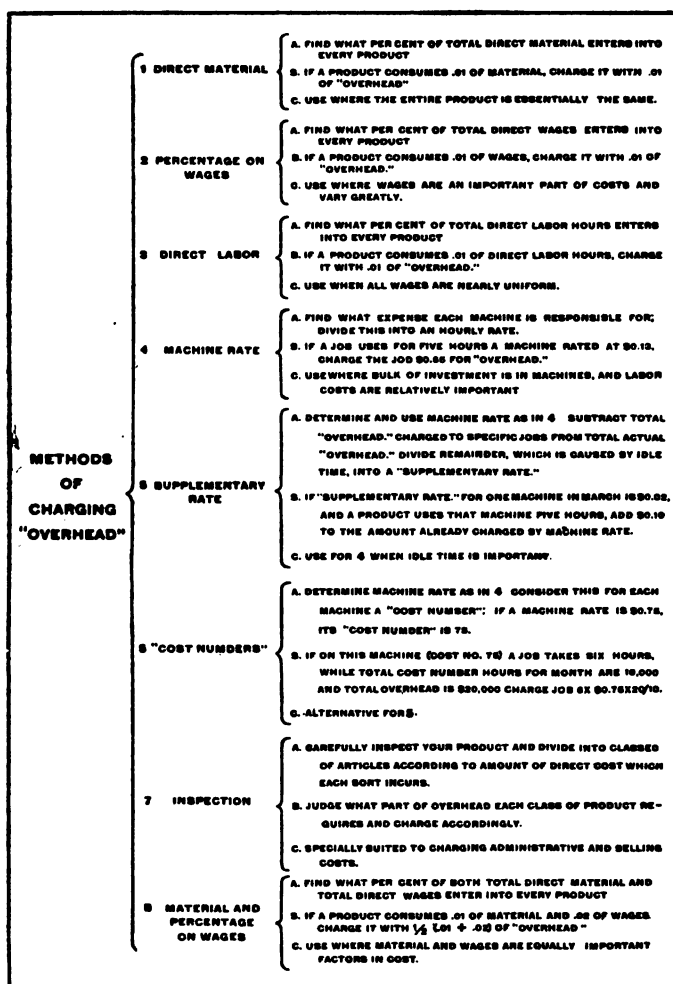 METHODS
OF
CHARGING
"OVERHEAD"
1 DIRECT MATERIAL
A. FIND WHAT PER CENT OF TOTAL DIRECT MATERIAL ENTERS INTO
EVERY PRODUCT
B. IF A PRODUCT CONSUMES .01 OF MATERIAL, CHARGE IT WITH .01
OF "OVERHEAD"
C. USE WHERE THE ENTIRE PRODUCT IS ESSENTIALLY THE SAME.
2 PERCENTAGE ON
WAGES
A. FIND WHAT PER CENT OF TOTAL DIRECT WAGES ENTERS INTO
EVERY PRODUCT
B. IF A PRODUCT CONSUMES .01 OF WAGES, CHARGE IT WITH .01 OF
"OVERHEAD."
C. USE WHERE WAGES ARE AN IMPORTANT PART OF COSTS AND
VARY GREATLY.
3 DIRECT LABOR
A. FIND WHAT PER CENT OF TOTAL DIRECT LABOR HOURS ENTERS
INTO EVERY PRODUCT
B. IF A PRODUCT CONSUMES .01 OF DIRECT LABOR HOURS, CHARGE
IT WITH .01 OF "OVERHEAD."
C. USE WHEN ALL WAGES ARE NEARLY UNIFORM.
4 MACHINE RATE
A. FIND WHAT EXPENSE EACH MACHINE IS RESPONSIBLE FOR;
DIVIDE THIS INTO AN HOURLY RATE.
B. IF A JOB USES FOR FIVE HOURS A MACHINE RATED AT $0.13,
CHARGE THE JOB $0.65 FOR "OVERHEAD."
C. USE WHERE BULK OF INVESTMENT IS IN MACHINES, AND LABOR
COSTS ARE RELATIVELY IMPORTANT
5 SUPPLEMENTARY
RATE
A. DETERMINE AND USE MACHINE RATE AS IN 4 SUBTRACT TOTAL
"OVERHEAD." CHARGED TO SPECIFIC JOBS FROM TOTAL ACTUAL
"OVERHEAD." DIVIDE REMAINDER, WHICH IS CAUSED BY IDLE
TIME, INTO A "SUPPLEMENTARY RATE."
B. IF "SUPPLEMENTARY RATE." FOR ONE MACHINE IN MARCH IS $0.02,
AND A PRODUCT USES THAT MACHINE FIVE HOURS, ADD $0.10
TO THE AMOUNT ALREADY CHARGED BY MACHINE RATE.
C. USE FOR 4 WHEN IDLE TIME IS IMPORTANT.
6 "COST NUMBERS"
A. DETERMINE MACHINE RATE AS IN 4 CONSIDER THIS FOR EACH
MACHINE A "COST NUMBER"; IF A MACHINE RATE IS $0.75,
ITS "COST NUMBER" IS 75.
B. IF ON THIS MACHINE (COST NO. 75) A JOB TAKES SIX HOURS,
WHILE TOTAL COST NUMBER HOURS FOR MONTH ARE
AND TOTAL OVERHEAD IS $20,000 CHARGE JOB
C. ALTERNATIVE FOR 5.
7 INSPECTION
A. CAREFULLY INSPECT YOUR PRODUCT AND DIVIDE INTO CLASSES
OF ARTICLES ACCORDING TO AMOUNT OF DIRECT COST WHICH
EACH SORT INCURS.
B. JUDGE WHAT PART OF OVERHEAD EACH CLASS OF PRODUCT RE-
QUIRES AND CHARGE ACCORDINGLY.
C. SPECIALLY SUITED TO CHARGING ADMINISTRATIVE AND SELLING
COSTS.
8 MATERIAL AND
PERCENTAGE
ON WAGES
A. FIND WHAT PER CENT OF BOTH TOTAL DIRECT MATERIAL AND
TOTAL DIRECT WAGES ENTER INTO EVERY PRODUCT
B. IF A PRODUCT CONSUMES .01 OF MATERIAL AND .02 OF WAGES
CHARGE IT WITH ½ (.01 + .02) OF "OVERHEAD"
C. USE WHERE MATERIAL AND WAGES ARE EQUALLY IMPORTANT
FACTORS IN COST.